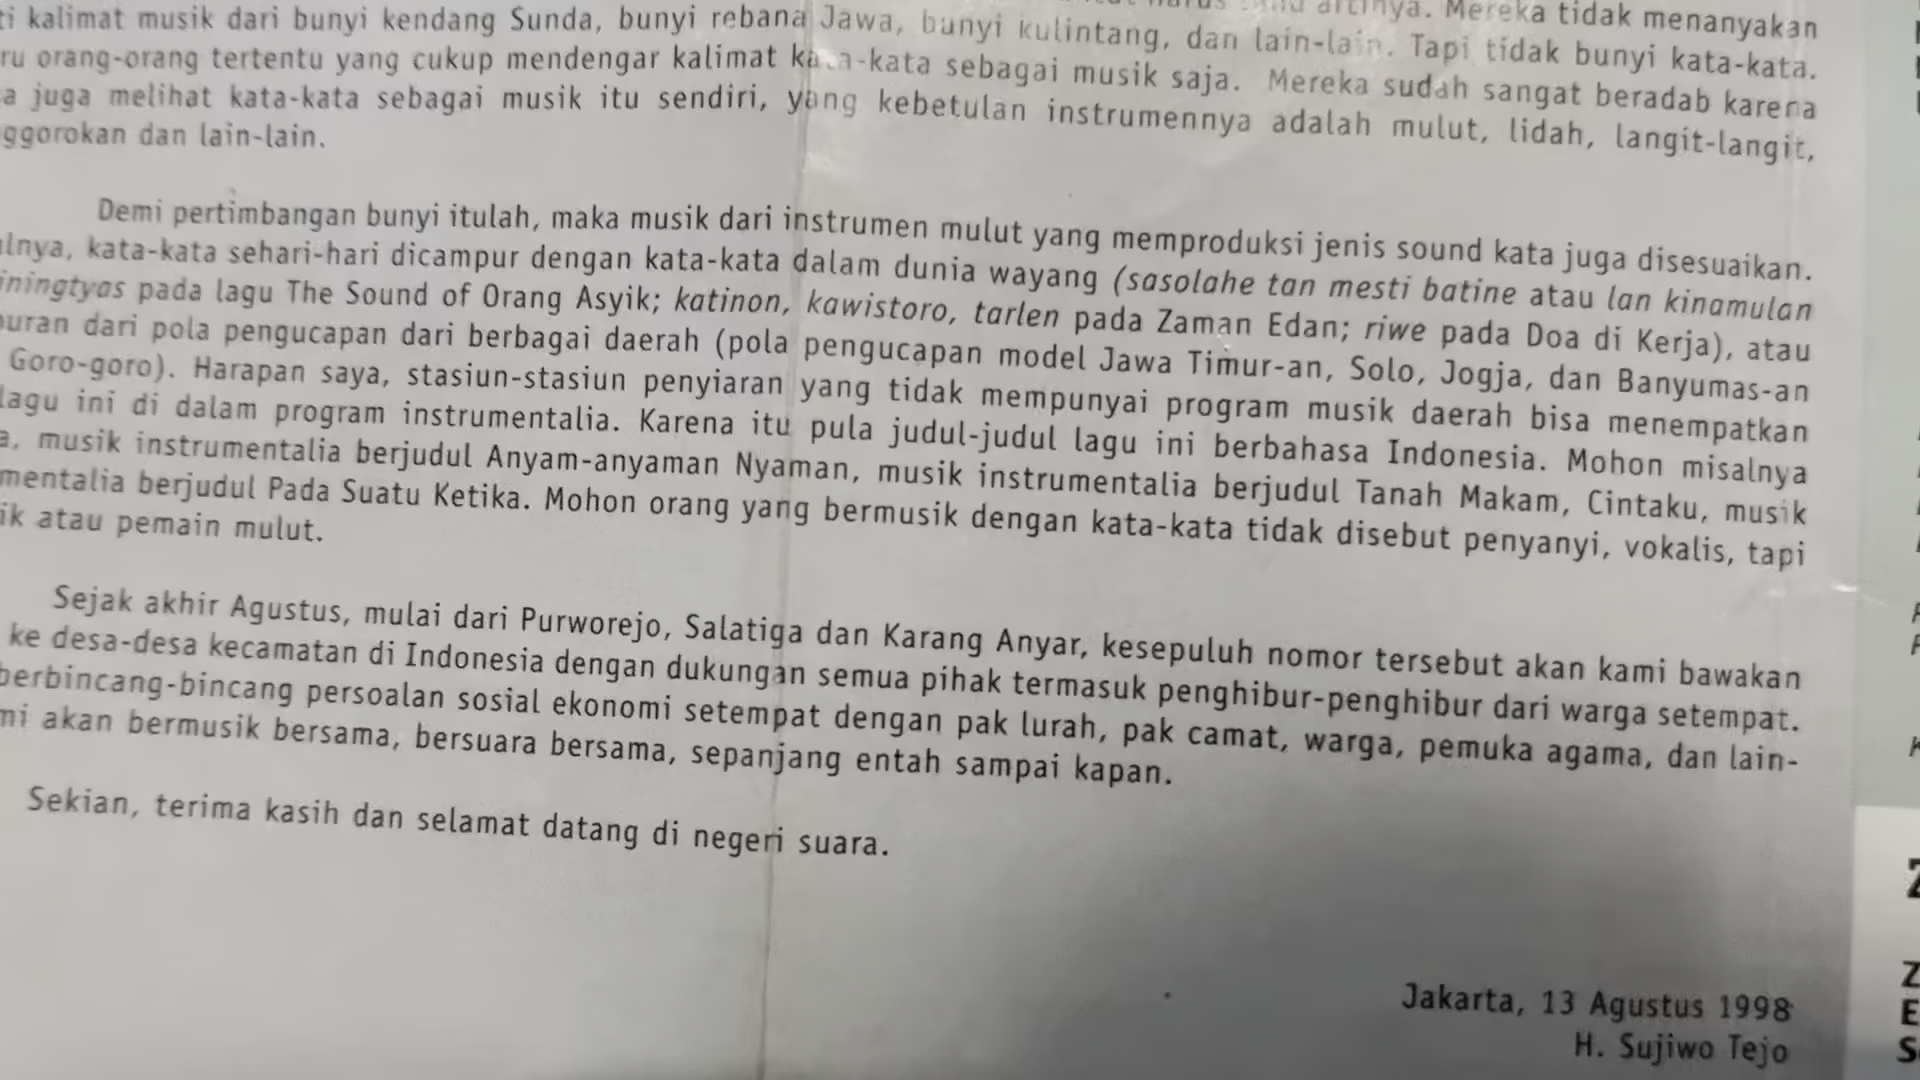 artinya. Mereka tidak menanyakan
kalimat musik dari bunyi kendang Sunda, bunyi rebana Jawa, bunyi kulintang, dan lain-lain. Tapi tidak bunyi kata-kata.
ru orang-orang tertentu yang cukup mendengar kalimat kata-kata sebagai musik saja. Mereka sudah sangat beradab karena
a juga melihat kata-kata sebagai musik itu sendiri, yang kebetulan instrumennya adalah mulut, lidah, langit-langit,
ggorokan dan lain-lain.
Demi pertimbangan bunyi itulah, maka musik dari instrumen mulut yang memproduksi jenis sound kata juga disesuaikan.
alnya, kata-kata sehari-hari dicampur dengan kata-kata dalam dunia wayang (sasolahe tan mesti batine atau lan kinamulan
iningtyas pada lagu The Sound of Orang Asyik; katinon, kawistoro, tarlen pada Zaman Edan; riwe pada Doa di Kerja), atau
puran dari pola pengucapan dari berbagai daerah (pola pengucapan model Jawa Timur-an, Solo, Jogja, dan Banyumas-an
Goro-goro). Harapan saya, stasiun-stasiun penyiaran yang tidak mempunyai program musik daerah bisa menempatkan
lagu ini di dalam program instrumentalia. Karena itu pula judul-judul lagu ini berbahasa Indonesia. Mohon misalnya
a, musik instrumentalia berjudul Anyam-anyaman Nyaman, musik instrumentalia berjudul Tanah Makam, Cintaku, musik
mentalia berjudul Pada Suatu Ketika. Mohon orang yang bermusik dengan kata-kata tidak disebut penyanyi, vokalis, tapi
ik atau pemain mulut.
Sejak akhir Agustus, mulai dari Purworejo, Salatiga dan Karang Anyar, kesepuluh nomor tersebut akan kami bawakan
ke desa-desa kecamatan di Indonesia dengan dukungan semua pihak termasuk penghibur-penghibur dari warga setempat.
berbincang-bincang persoalan sosial ekonomi setempat dengan pak lurah, pak camat, warga, pemuka agama, dan lain-
mi akan bermusik bersama, bersuara bersama, sepanjang entah sampai kapan.
Sekian, terima kasih dan selamat datang di negeri suara.
Jakarta, 13 Agustus 1998
H. Sujiwo Tejo